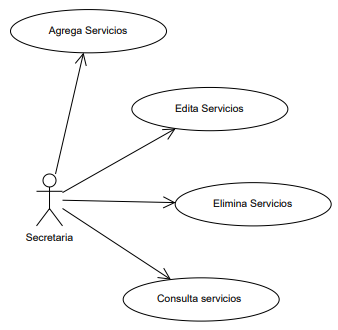 Agrega Servicios
Edita Servicios
Elimina Servicios
Secretaria
Consulta servicios